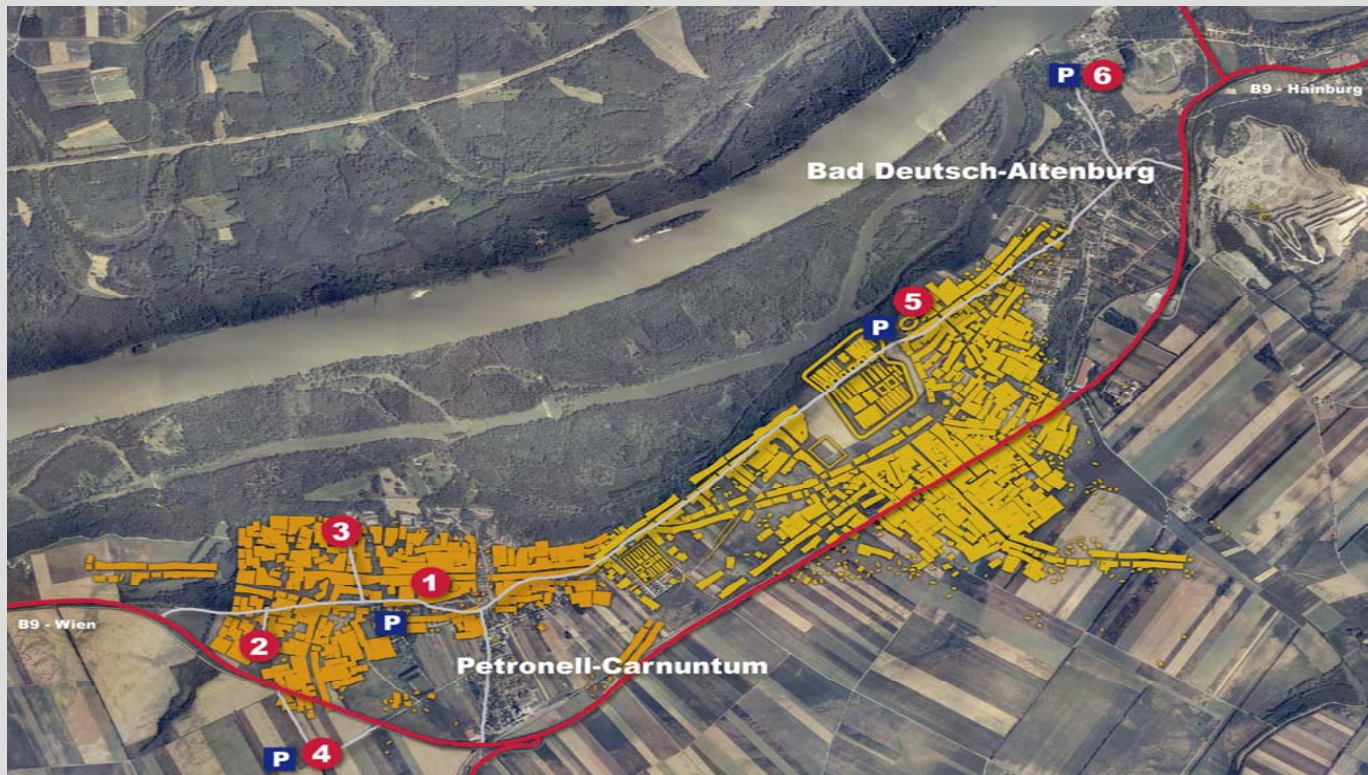 P 6
B9 - Hainburg
Bad Deutsch-Altenburg
5
P
3
1
P
B9 - Wien
2
Petronell-Carnuntum
P 4